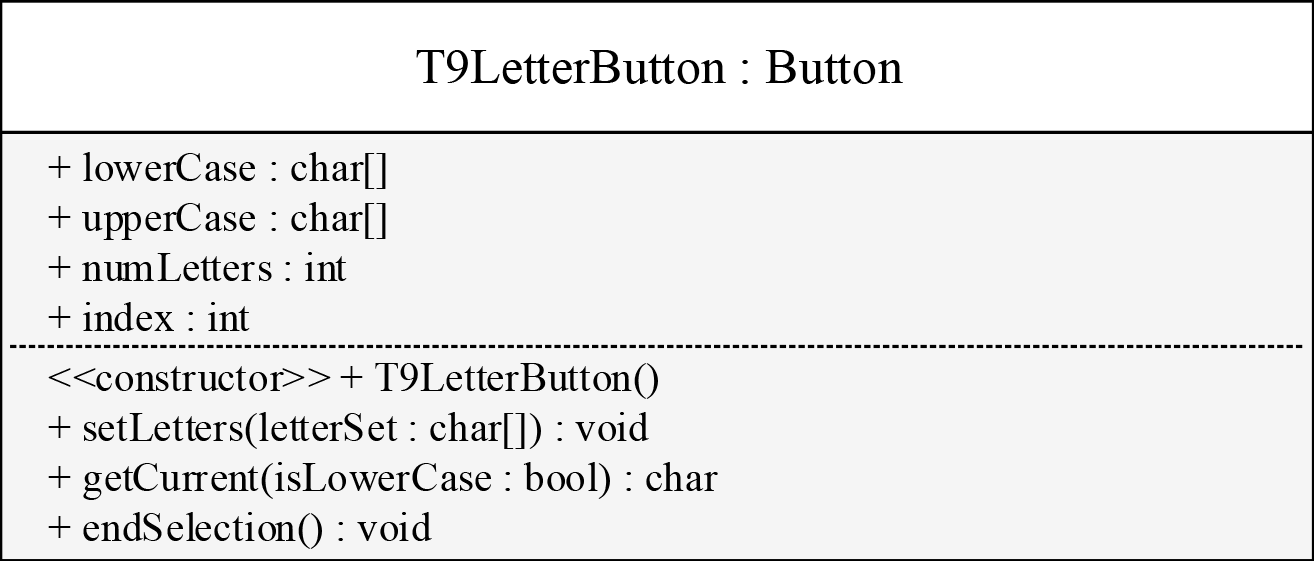 T9LetterButton : Button
+ lowerCase : char[]
+ upperCase : char[]
+ numLetters : int
+ index : int
<<constructor>> + T9LetterButton()
+ setLetters(letterSet : char[]) : void
+ getCurrent(isLowerCase : bool) : char
+ endSelection() : void